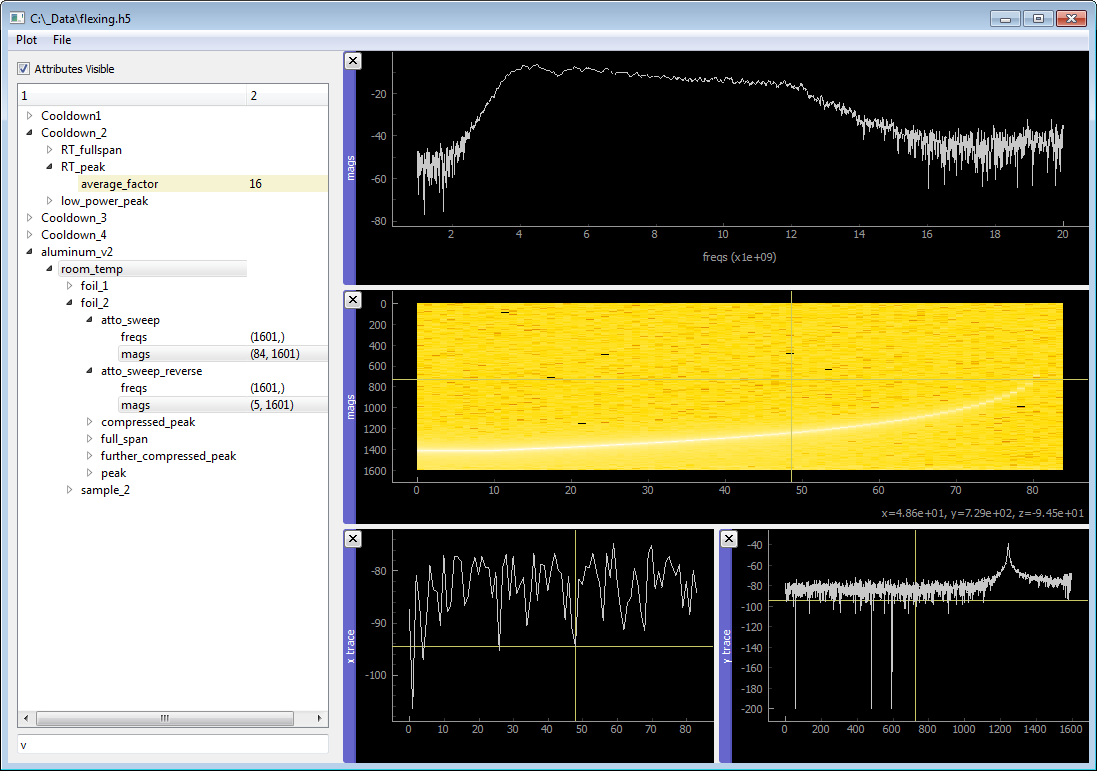 C:\_Data\flexing.h5
Plot File
Attributes Visible
1 2
Cooldown1
Cooldown_2
RT_fullspan
RT_peak
average_factor 16
low_power_peak
Cooldown_3
Cooldown_4
aluminum_v2
room_temp
foil_1
foil_2
atto_sweep
freqs (1601,)
mags (84, 1601)
atto_sweep_reverse
freqs (1601,)
mags (5, 1601)
compressed_peak
full_span
further_compressed_peak
peak
sample_2
v
mags
-20
-40
-60
-80
2 4 6 8 10 12 14 16 18 20
freqs (x1e+09)
mags
0
200
400
600
800
1000
1200
1400
1600
0 10 20 30 40 50 60 70 80
x=4.86e+01, y=7.29e+02, z=-9.45e+01
x trace
-80
-90
-100
0 10 20 30 40 50 60 70 80
y trace
-40
-60
-80
-100
-120
-140
-160
-180
-200
0 200 400 600 800 1000 1200 1400 1600